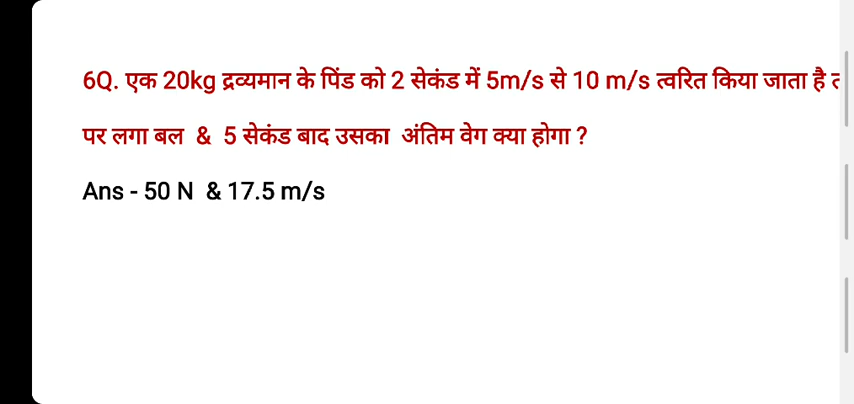 6Q. एक 20kg द्रव्यमान के पिंड को 2 सेकंड में 5m/s से 10 m/s त्वरित किया जाता है
पर लगा बल & 5 सेकंड बाद उसका अंतिम वेग क्या होगा ?
Ans - 50 N & 17.5 m/s